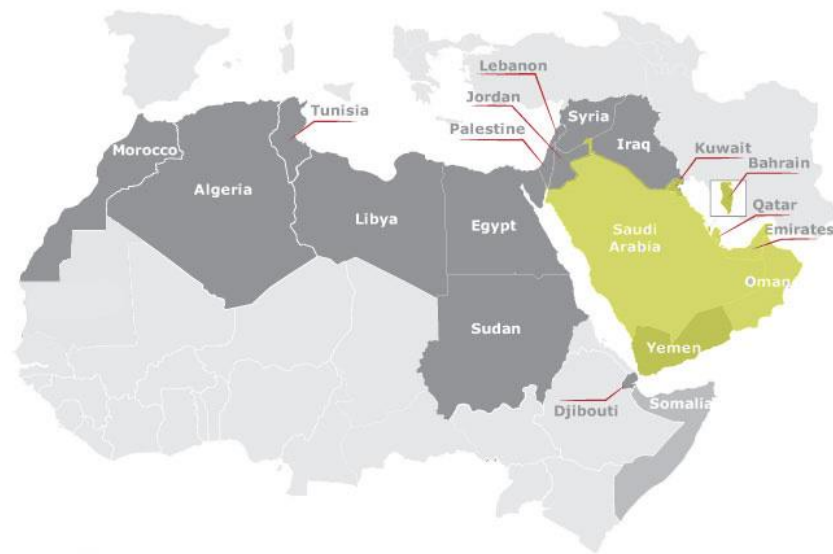 Lebanon
Jordan
Palestine
Tunisia
Syria
Iraq
Kuwait
Bahrain
Qatar
Emirates
Morocco
Algeria
Libya
Egypt
Saudi
Arabia
Oman
Sudan
Yemen
Djibouti
Somalia